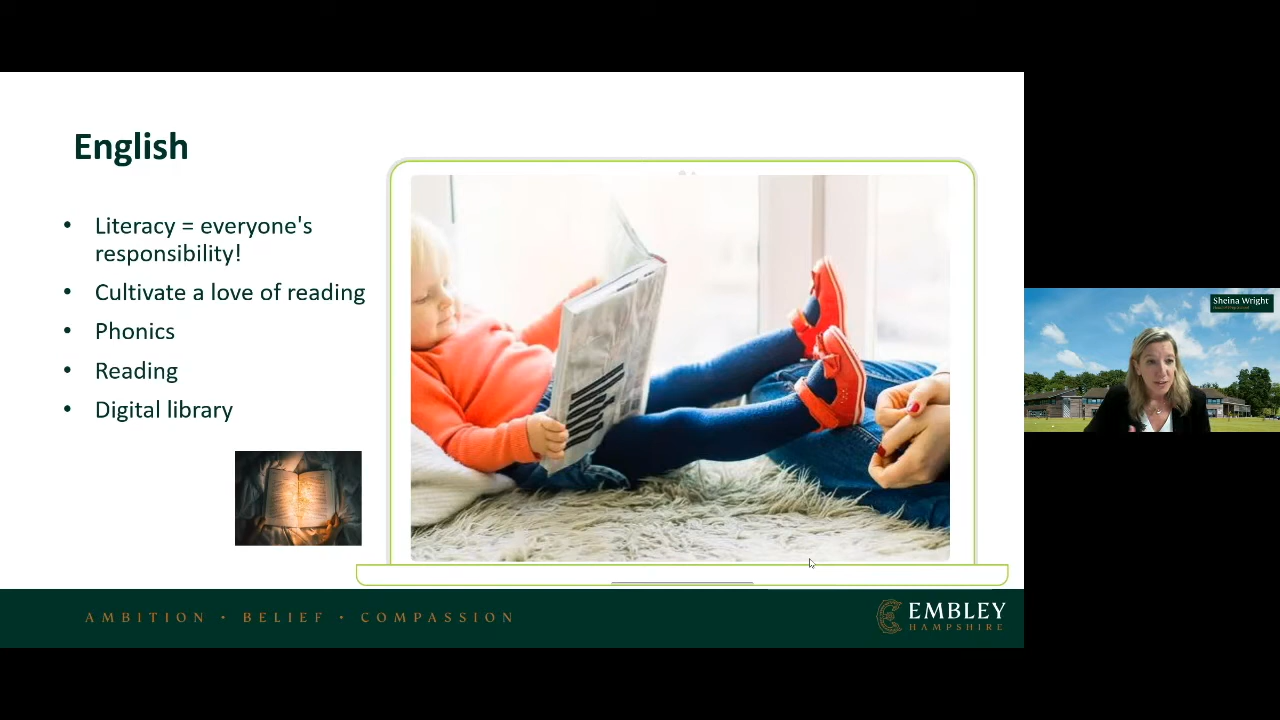 English
• Literacy = everyone's
responsibility!
• Cultivate a love of reading
• Phonics
• Reading
• Digital library
AMBITION · BELIEF · COMPASSION
EMBLEY
HAMPSHIRE
Sheina Wright